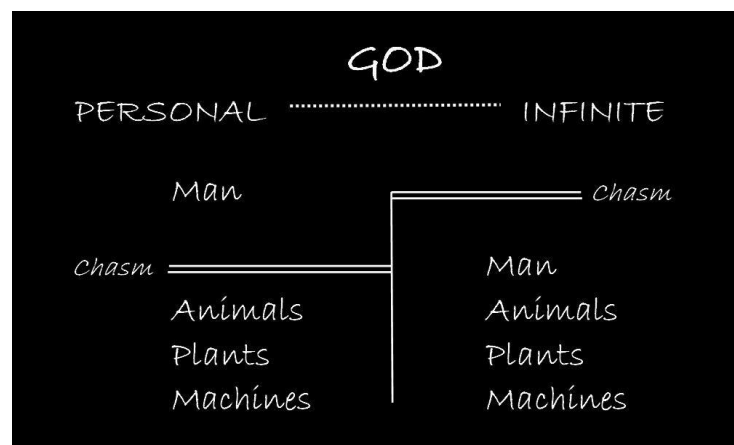 GOD
PERSONAL INFINITE
Man
Chasm
Chasm
Man
Animals Animals
Plants Plants
Machines Machines